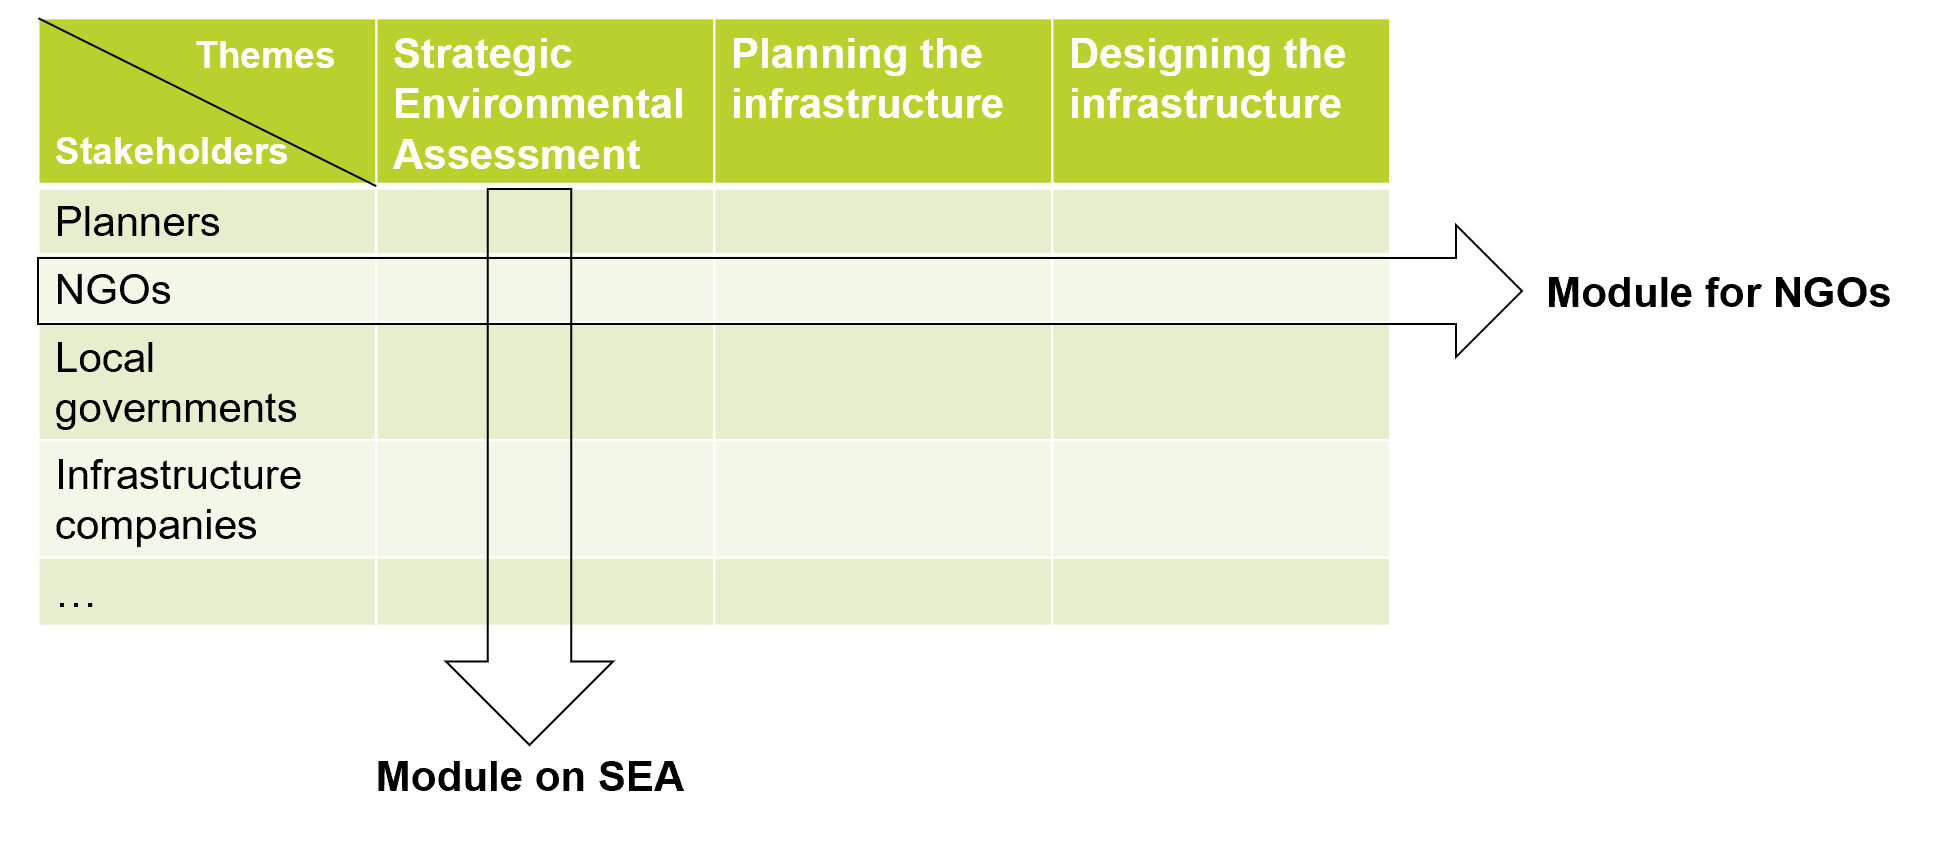 Themes
Stakeholders
Strategic
Environmental
Assessment
Planning the
infrastructure
Designing the
infrastructure
Planners
NGOs
Module for NGOs
Local
governments
Infrastructure
companies
…
Module on SEA